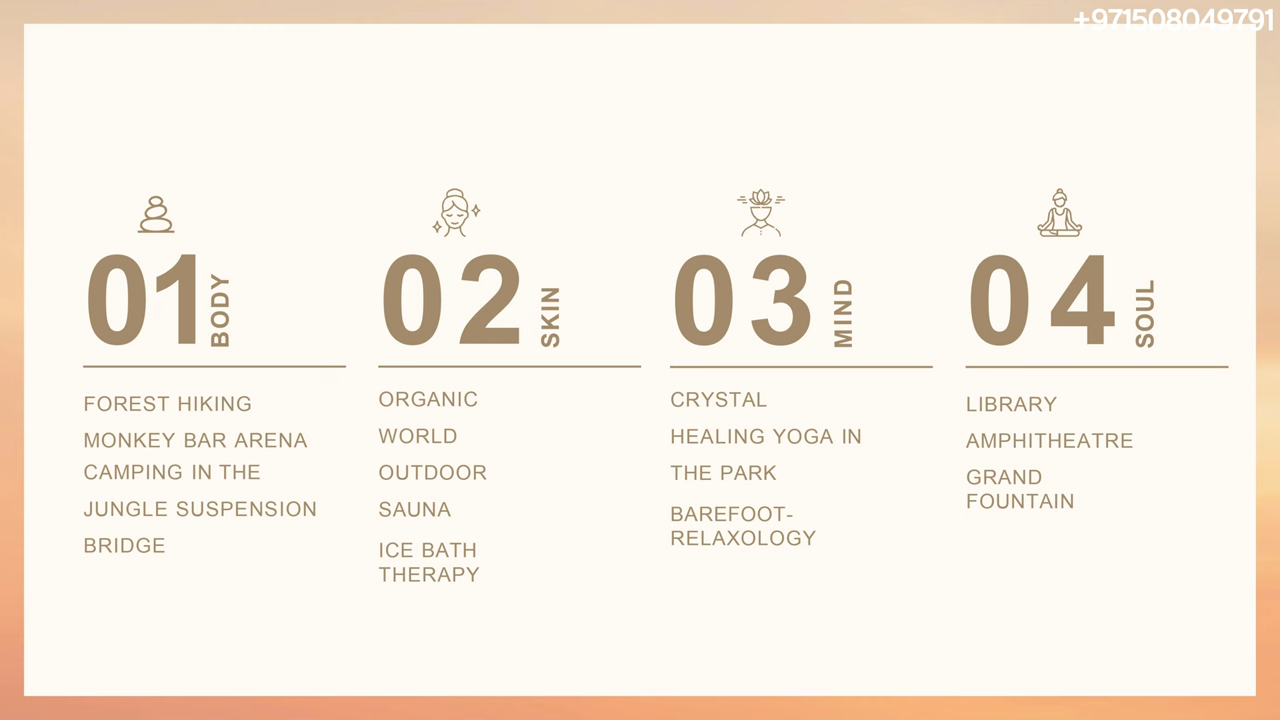 +971508049791
01 BODY
FOREST HIKING
MONKEY BAR ARENA
CAMPING IN THE
JUNGLE SUSPENSION
BRIDGE
02 SKIN
ORGANIC
WORLD
OUTDOOR
SAUNA
ICE BATH
THERAPY
03 MIND
CRYSTAL
HEALING YOGA IN
THE PARK
BAREFOOT-
RELAXOLOGY
04 SOUL
LIBRARY
AMPHITHEATRE
GRAND
FOUNTAIN